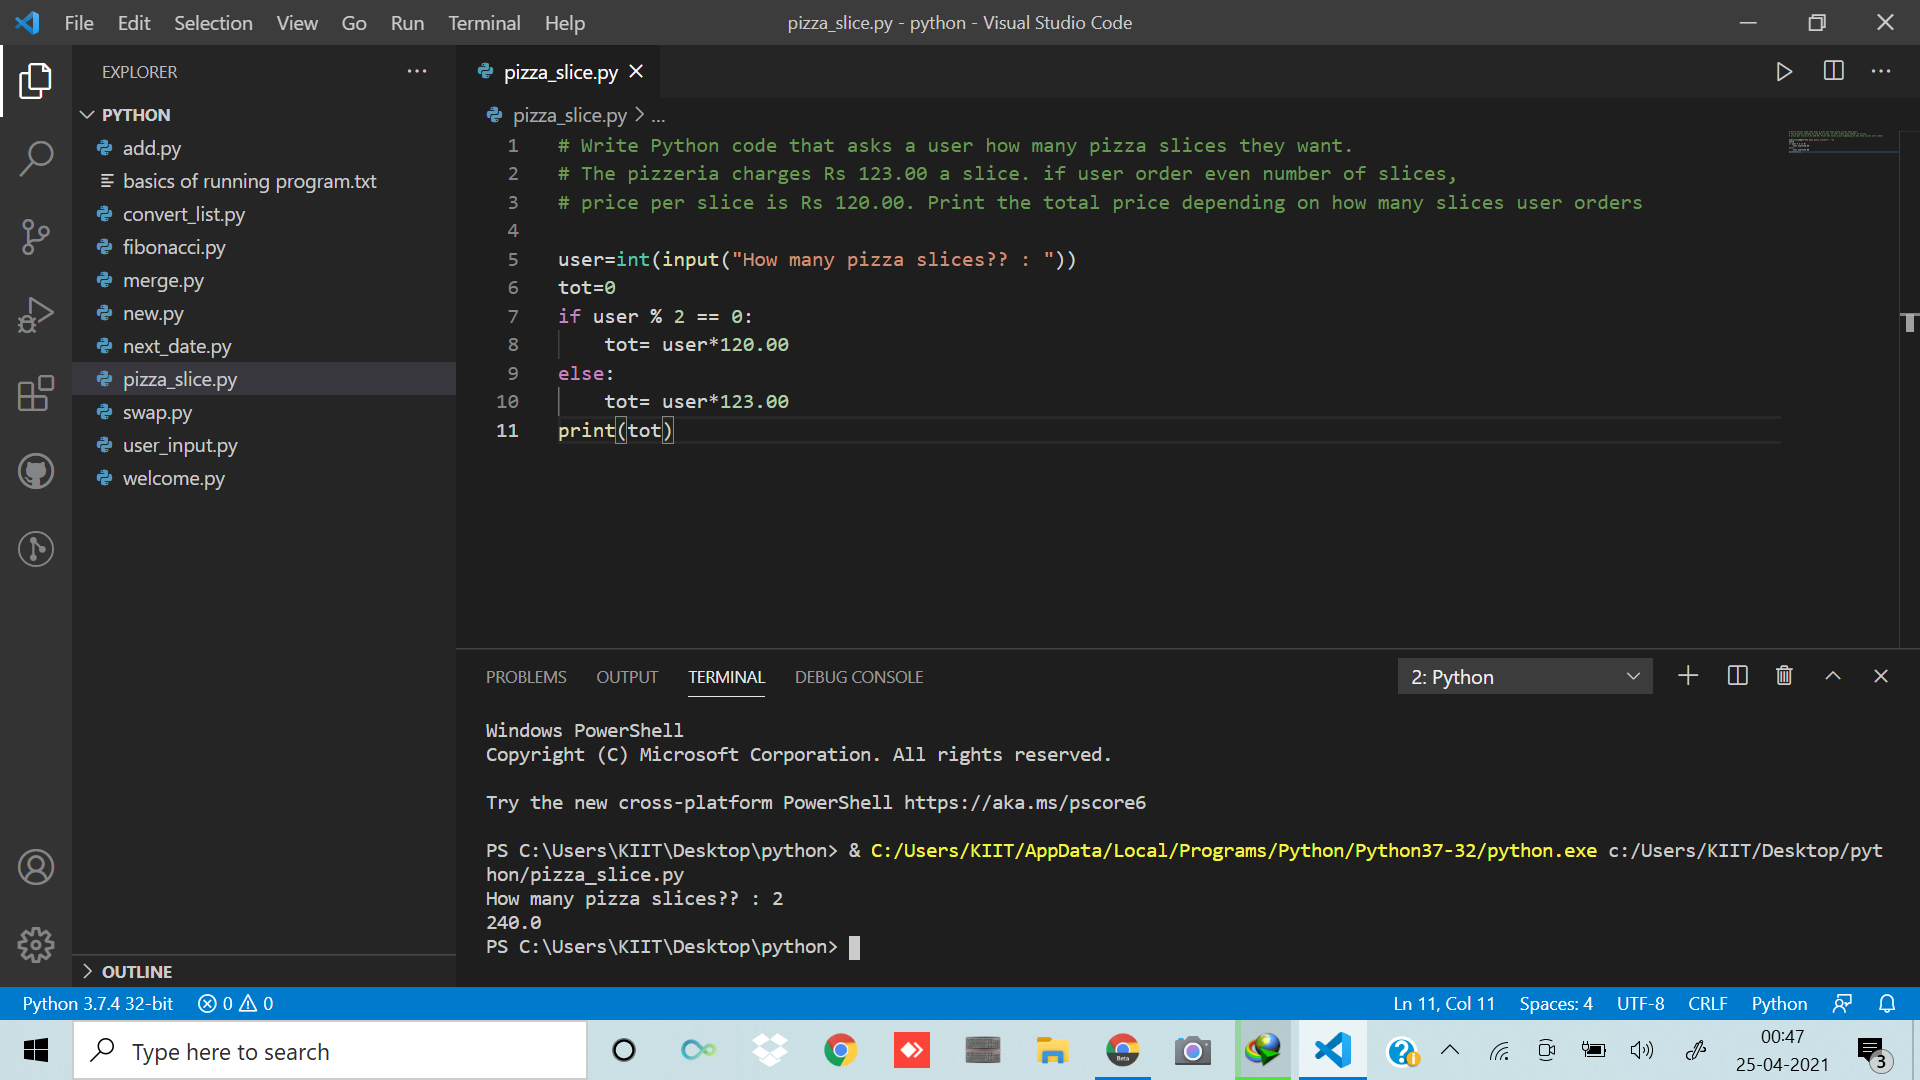 File Edit Selection View Go Run Terminal Help
pizza_slice.py - python - Visual Studio Code
EXPLORER
PYTHON
add.py
basics of running program.txt
convert_list.py
fibonacci.py
merge.py
new.py
next_date.py
pizza_slice.py
swap.py
user_input.py
welcome.py
OUTLINE
pizza_slice.py
pizza_slice.py > ...
1 # Write Python code that asks a user how many pizza slices they want.
2 # The pizzeria charges Rs 123.00 a slice. if user order even number of slices,
3 # price per slice is Rs 120.00. Print the total price depending on how many slices user orders
4
5 user=int(input("How many pizza slices?? : "))
6 tot=0
7 if user % 2 == 0:
8     tot= user*120.00
9 else:
10     tot= user*123.00
11 print(tot)
PROBLEMS OUTPUT TERMINAL DEBUG CONSOLE
2: Python
Windows PowerShell
Copyright (C) Microsoft Corporation. All rights reserved.
Try the new cross-platform PowerShell https://aka.ms/pscore6
PS C:\Users\KIIT\Desktop\python> & C:/Users/KIIT/AppData/Local/Programs/Python/Python37-32/python.exe c:/Users/KIIT/Desktop/pyt
hon/pizza_slice.py
How many pizza slices?? : 2
240.0
PS C:\Users\KIIT\Desktop\python>
Python 3.7.4 32-bit 0 0
Ln 11, Col 11 Spaces: 4 UTF-8 CRLF Python
Type here to search
Beta
00:47
25-04-2021
3